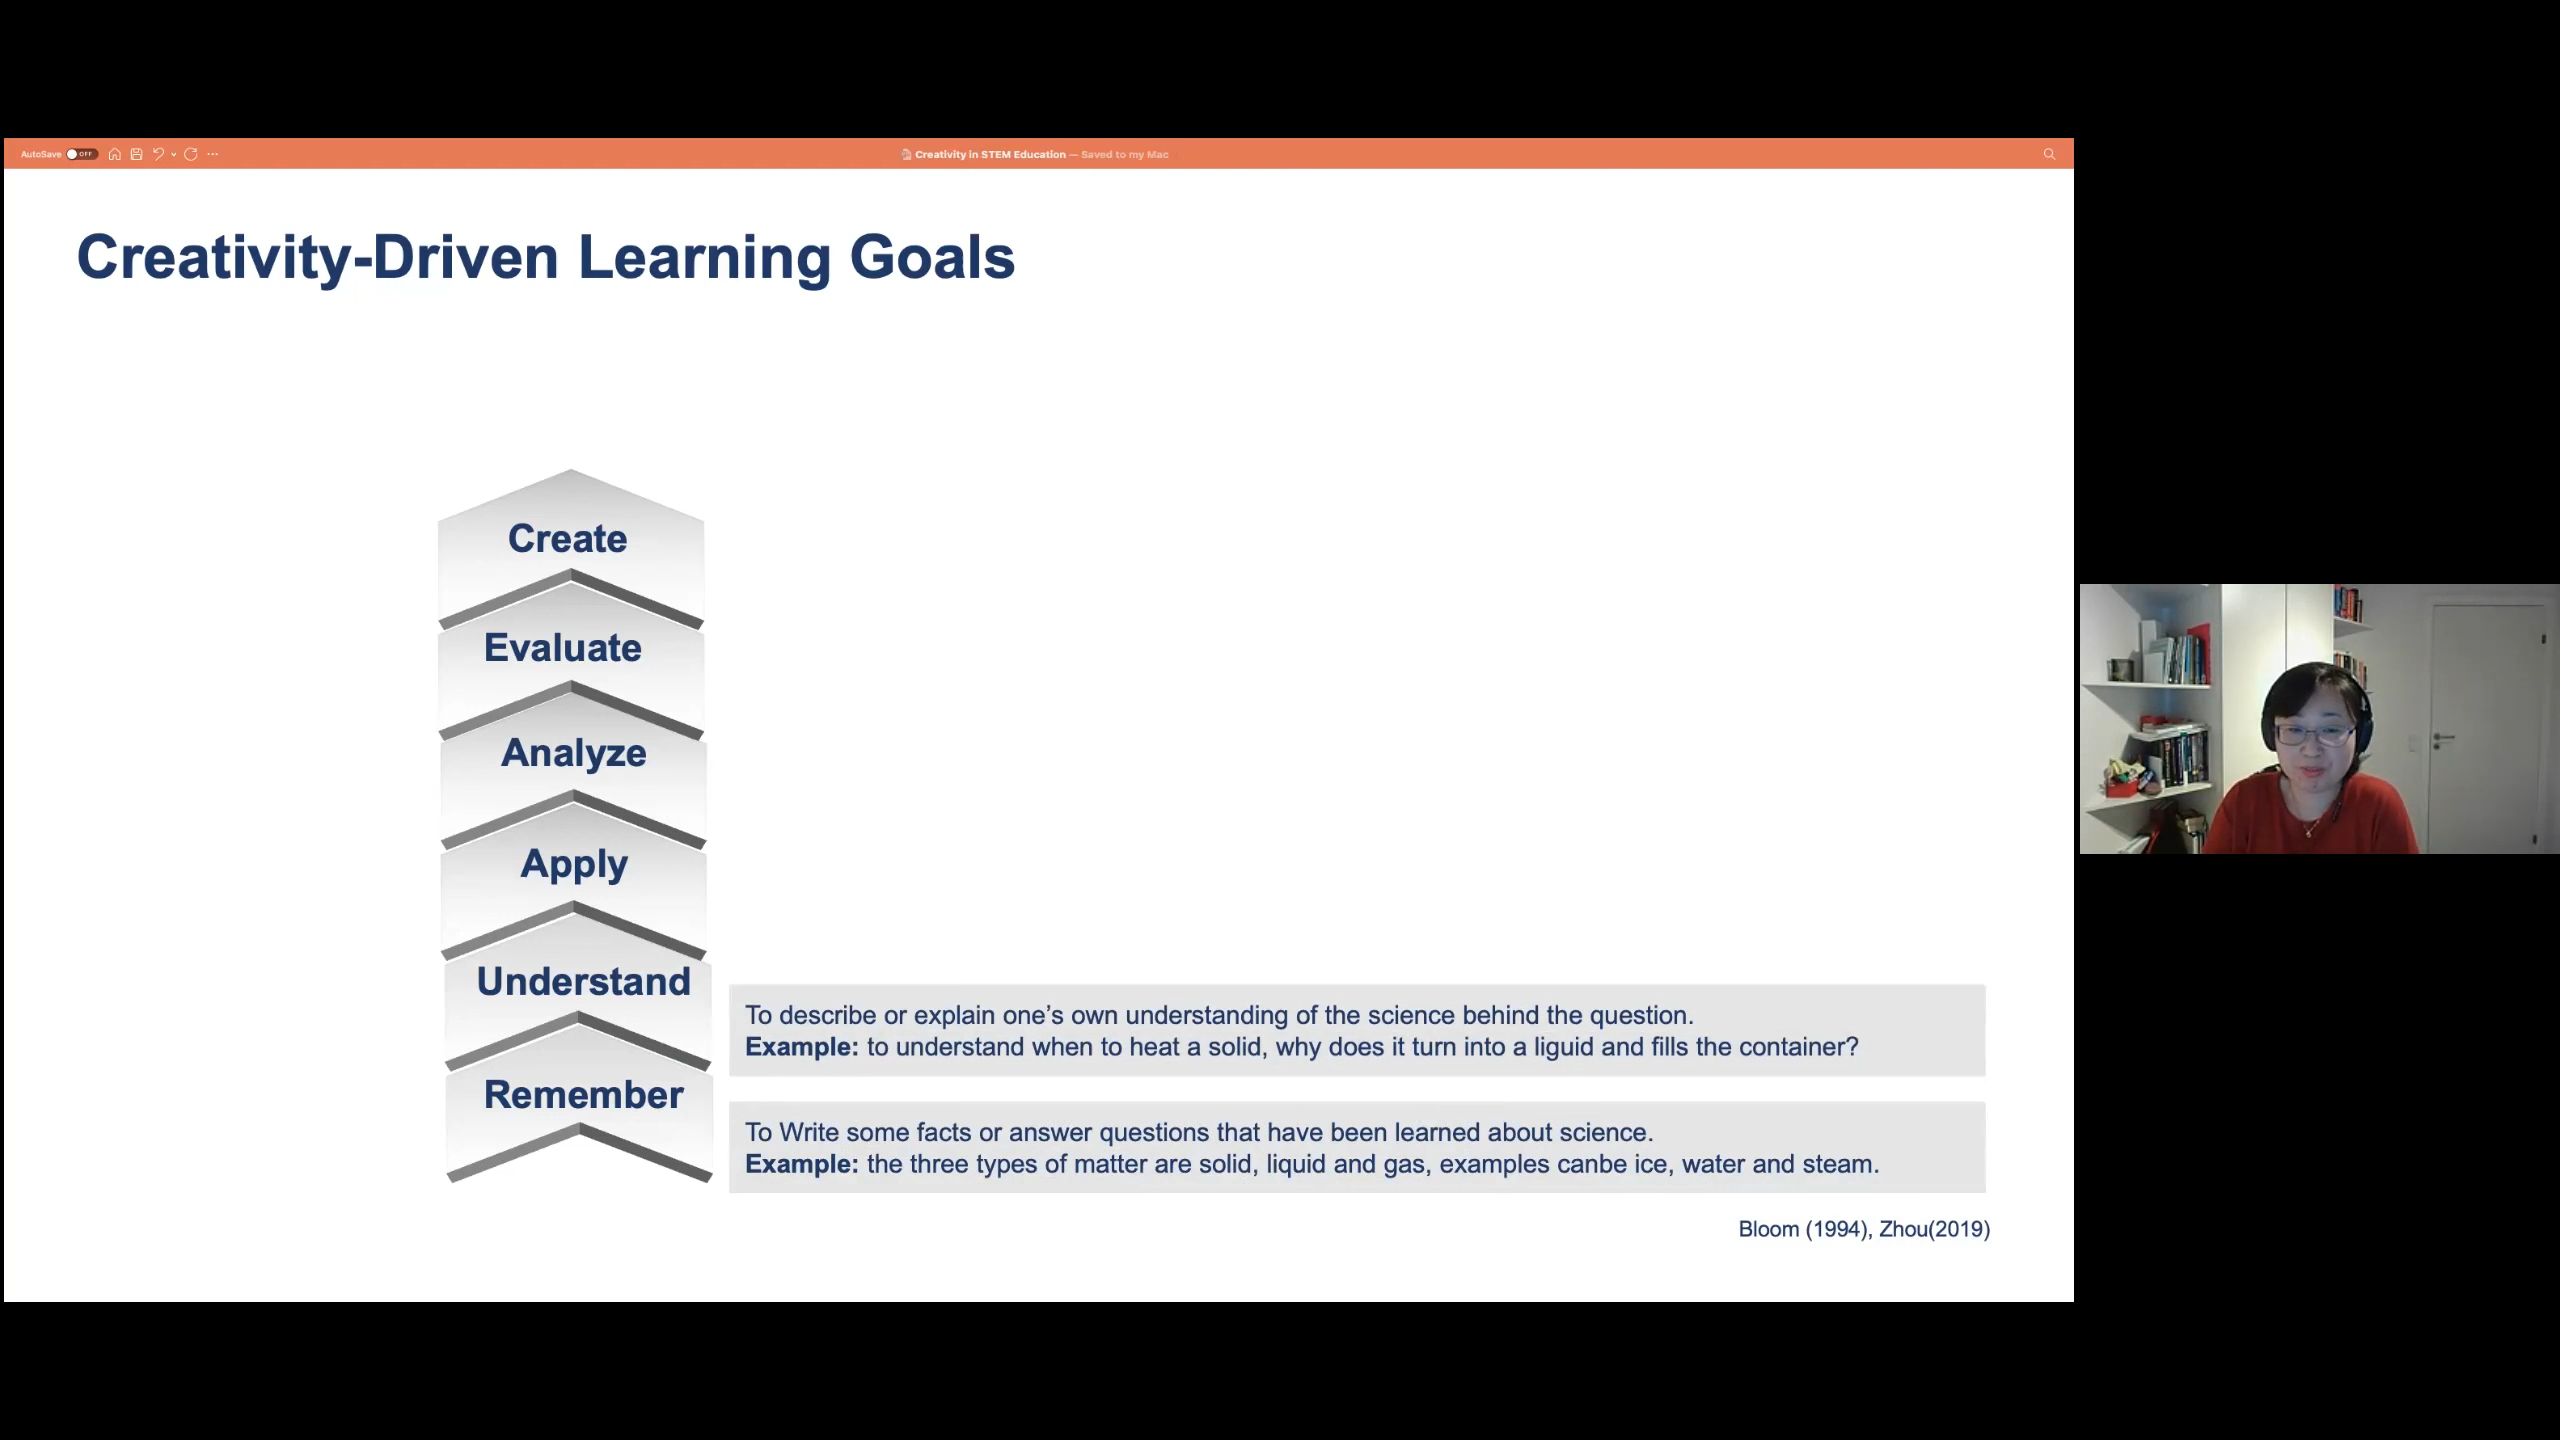 AutoSave OFF
Creativity in STEM Education — Saved to my Mac
Creativity-Driven Learning Goals
Create
Evaluate
Analyze
Apply
Understand
To describe or explain one’s own understanding of the science behind the question.
Example: to understand when to heat a solid, why does it turn into a liguid and fills the container?
Remember
To Write some facts or answer questions that have been learned about science.
Example: the three types of matter are solid, liquid and gas, examples canbe ice, water and steam.
Bloom (1994), Zhou(2019)